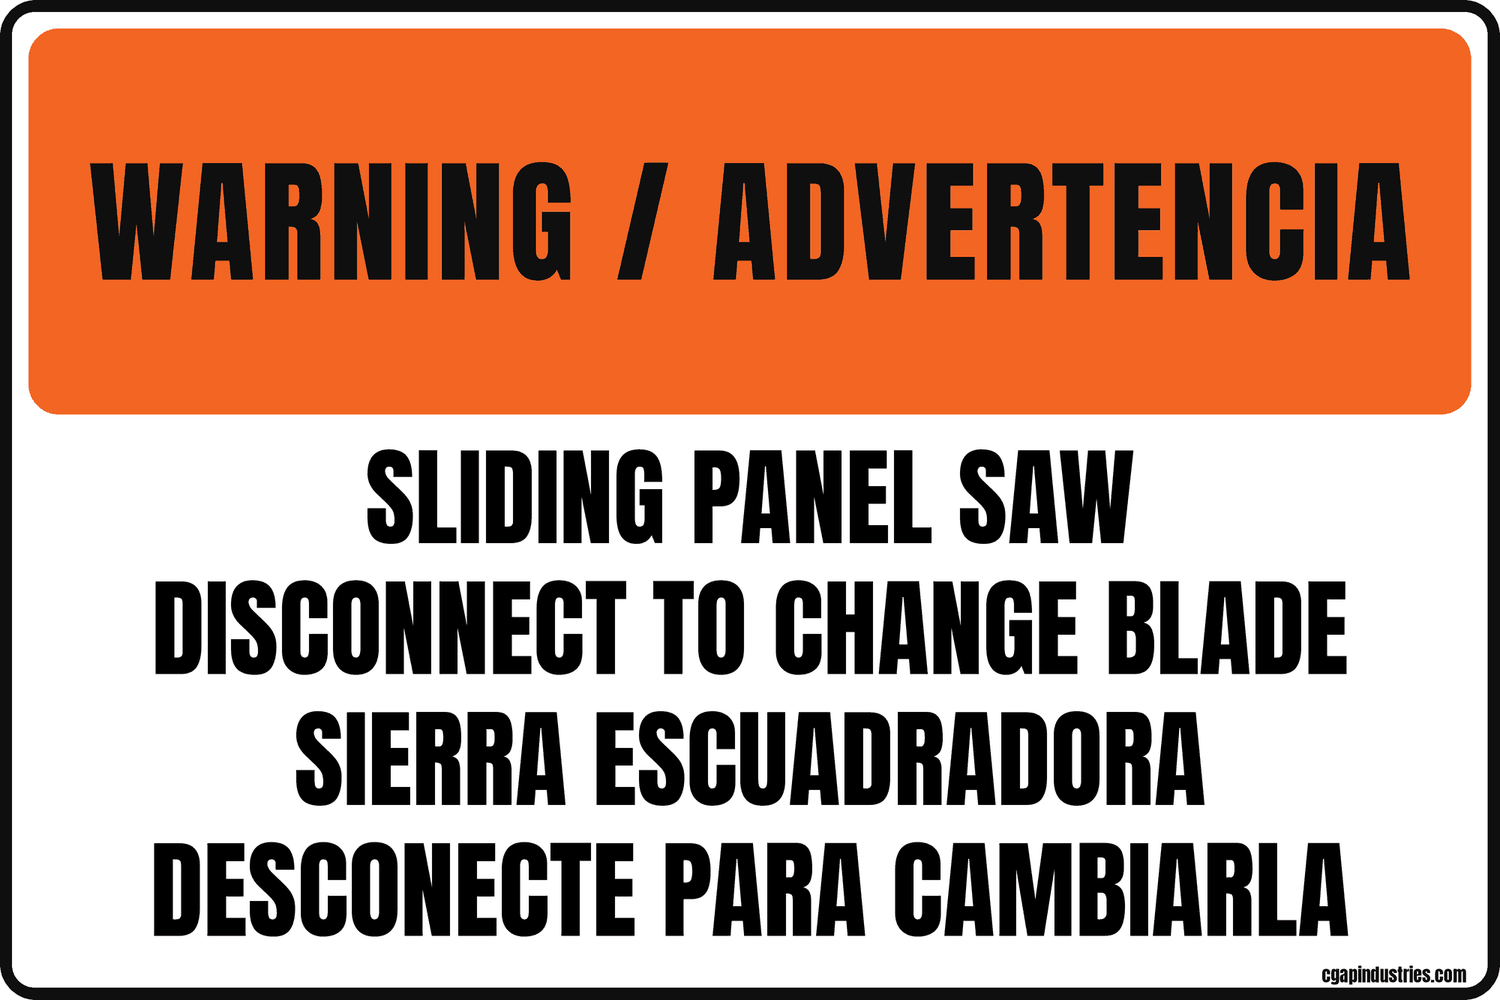 WARNING / ADVERTENCIA
SLIDING PANEL SAW
DISCONNECT TO CHANGE BLADE
SIERRA ESCUADRADORA
DESCONECTE PARA CAMBIARLA
cgapindustries.com